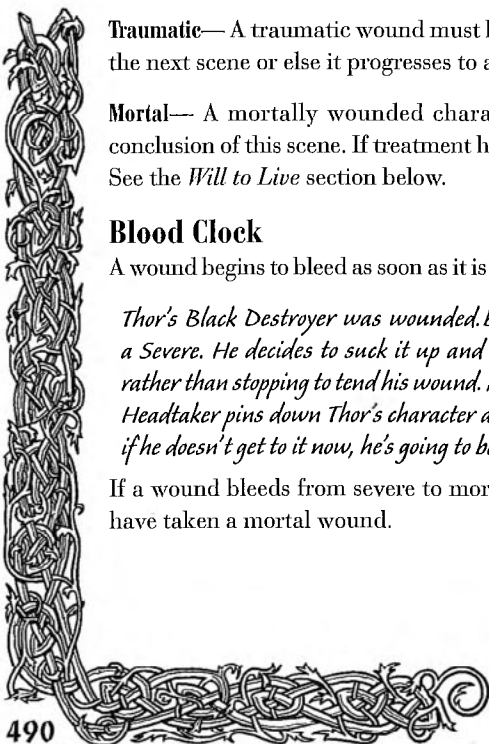 Traumatic— A traumatic wound must
the next scene or else it progresses to a
Mortal— A mortally wounded chara
conclusion of this scene. If treatment h
See the Will to Live section below.
Blood Clock
A wound begins to bleed as soon as it is
Thor's Black Destroyer was wounded.
a Severe. He decides to suck it up and
rather than stopping to tend his wound.
Headtaker pins down Thor's character a
if he doesn't get to it now, he's going to b
If a wound bleeds from severe to mor
have taken a mortal wound.
490